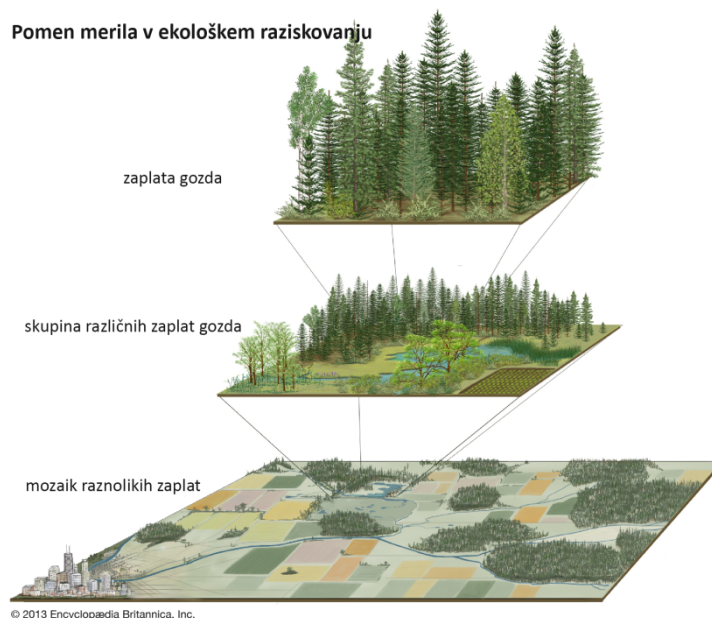 Pomen merila v ekološkem raziskovanju
zaplata gozda
skupina različnih zaplat gozda
mozaik raznolikih zaplat
© 2013 Encyclopædia Britannica, Inc.